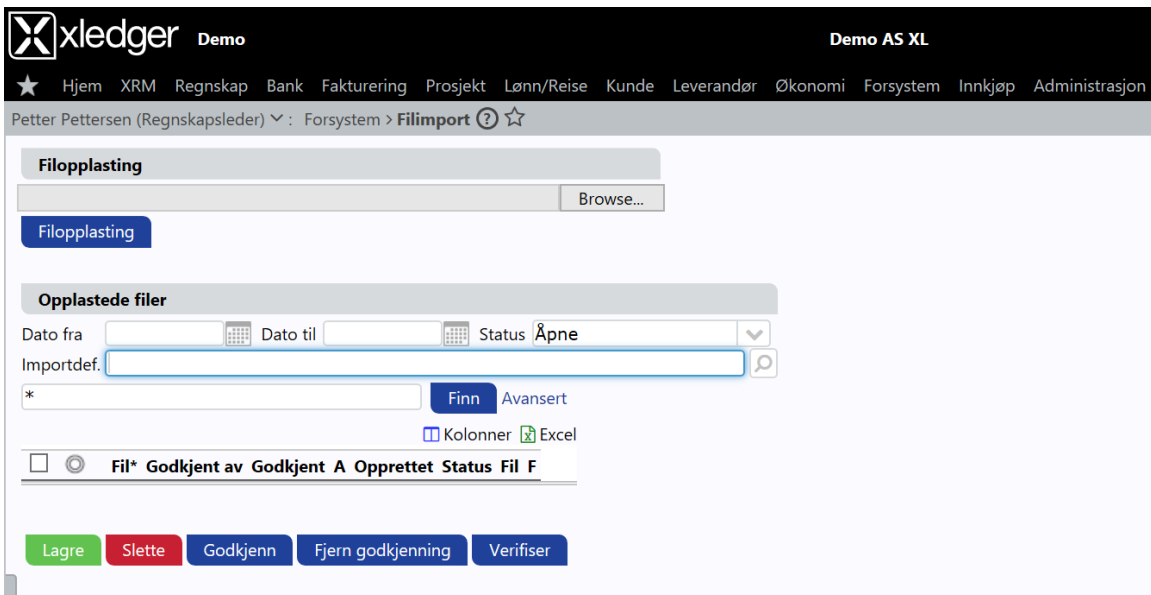 xledger Demo Demo AS XL
Hjem XRM Regnskap Bank Fakturering Prosjekt Lønn/Reise Kunde Leverandør Økonomi Forsystem Innkjøp Administrasjon
Petter Pettersen (Regnskapsleder) : Forsystem > Filimport ?
Filopplasting
Browse...
Filopplasting
Opplastede filer
Dato fra Dato til Status Åpne
Importdef.
* Finn Avansert
Kolonner Excel
Fil* Godkjent av Godkjent A Opprettet Status Fil F
Lagre Slette Godkjenn Fjern godkjenning Verifiser